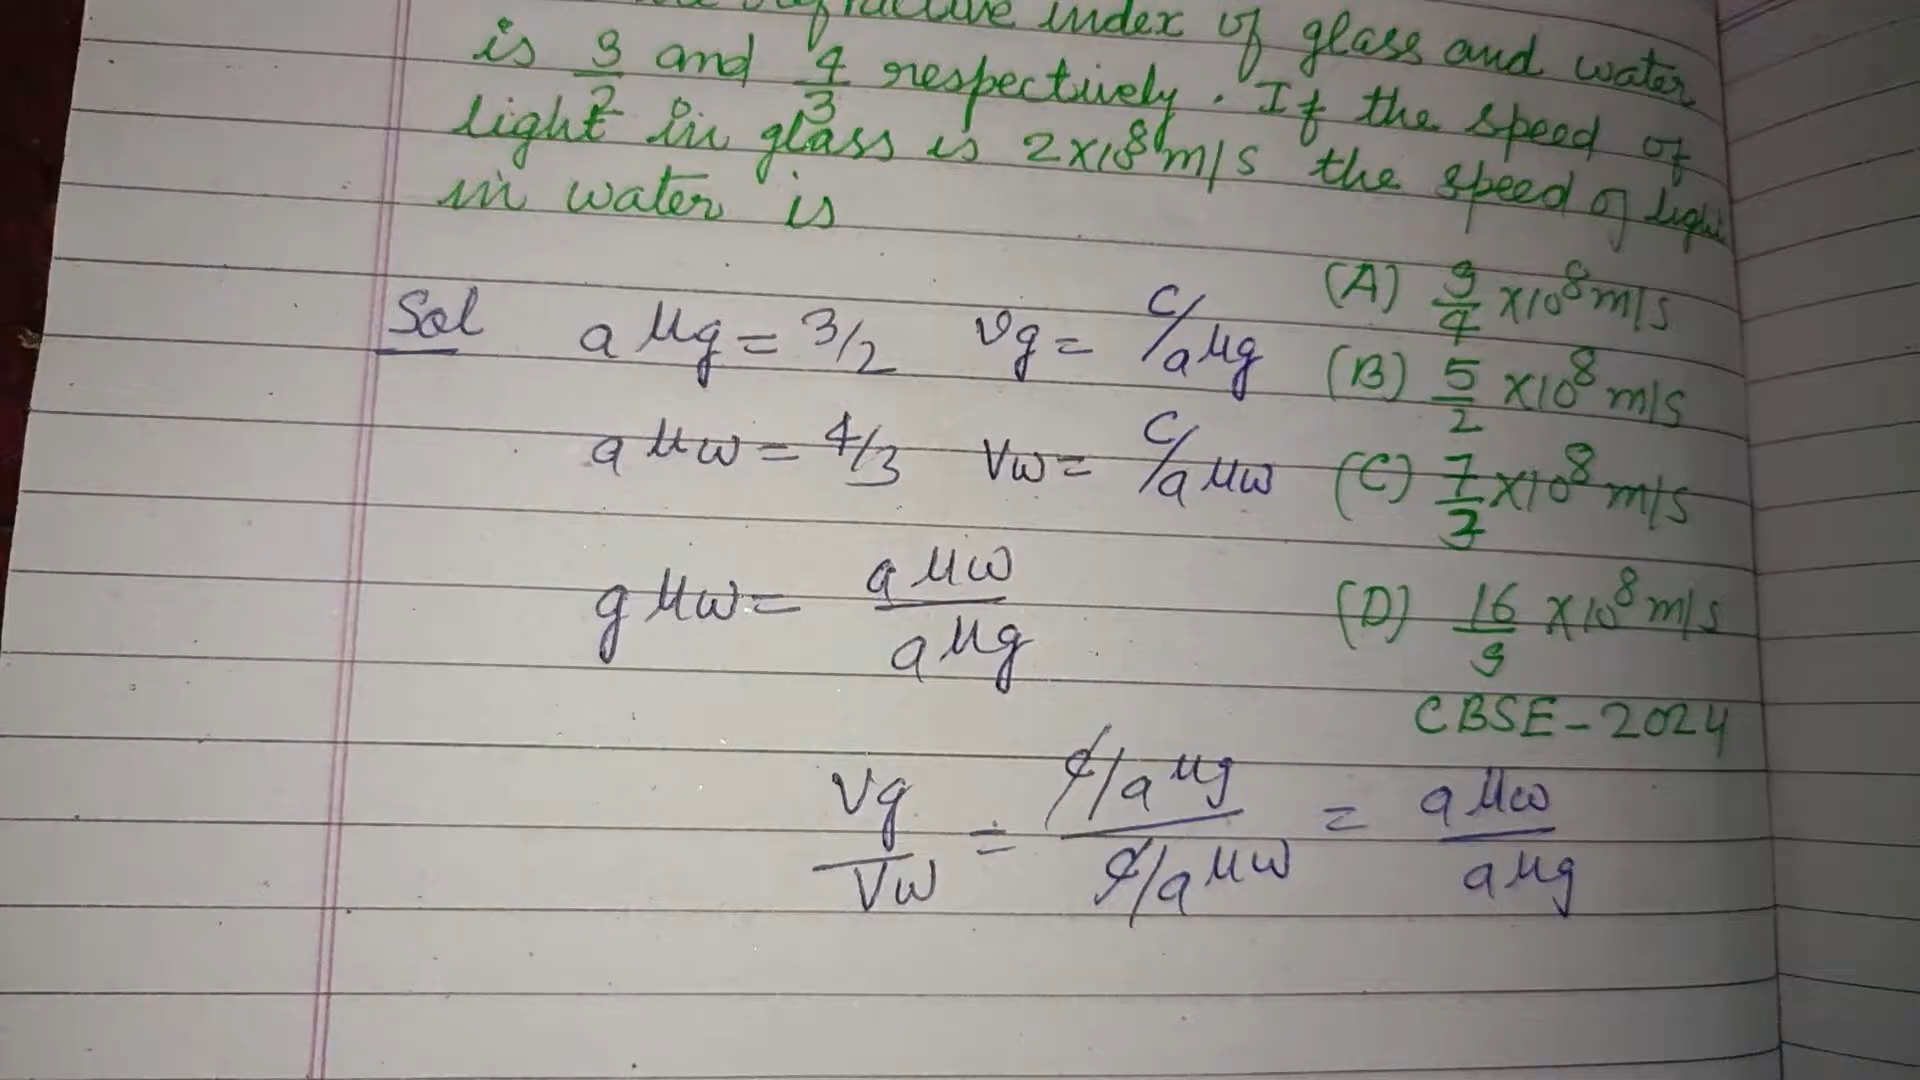 refractive index of glass and water
is 3/2 and 4/3 respectively. If the speed of
light in glass is 2×10⁸ m/s the speed of light
in water is
(A) 9/4 ×10⁸ m/s
(B) 5/2 ×10⁸ m/s
(C) 7/3 ×10⁸ m/s
(D) 16/9 ×10⁸ m/s
CBSE-2024
Sol aμg = 3/2 vg = c/aμg
aμw = 4/3 vw = c/aμw
gμw = aμw/aμg
vg/vw = (c/aμg)/(c/aμw) = aμw/aμg